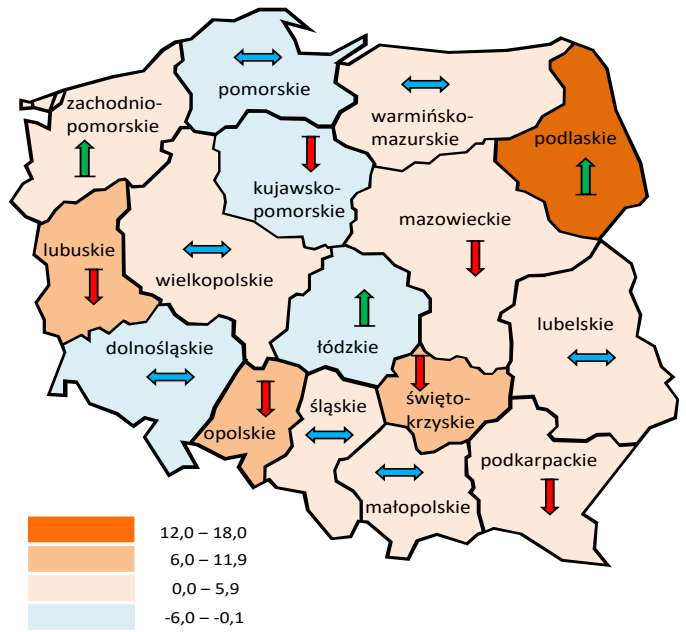 pomorskie
zachodnio-
pomorskie
warmińsko-
mazurskie
podlaskie
kujawsko-
pomorskie
mazowieckie
lubuskie
wielkopolskie
lubelskie
dolnośląskie
łódzkie
śląskie
święto-
krzyskie
opolskie
podkarpackie
małopolskie
12,0 – 18,0
6,0 – 11,9
0,0 – 5,9
-6,0 – -0,1